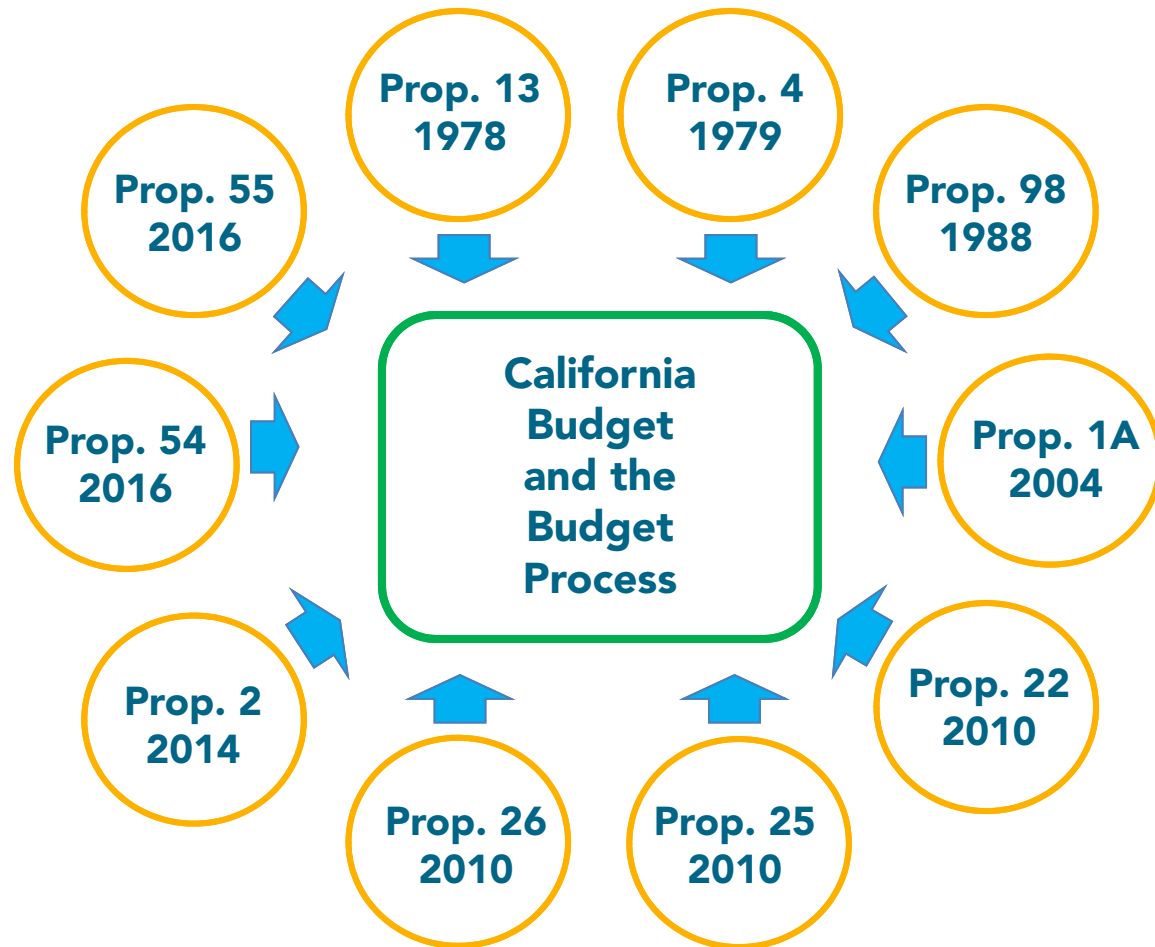 Prop. 13
1978
Prop. 4
1979
Prop. 98
1988
Prop. 1A
2004
Prop. 22
2010
Prop. 25
2010
Prop. 26
2010
Prop. 2
2014
Prop. 54
2016
Prop. 55
2016
California
Budget
and the
Budget
Process